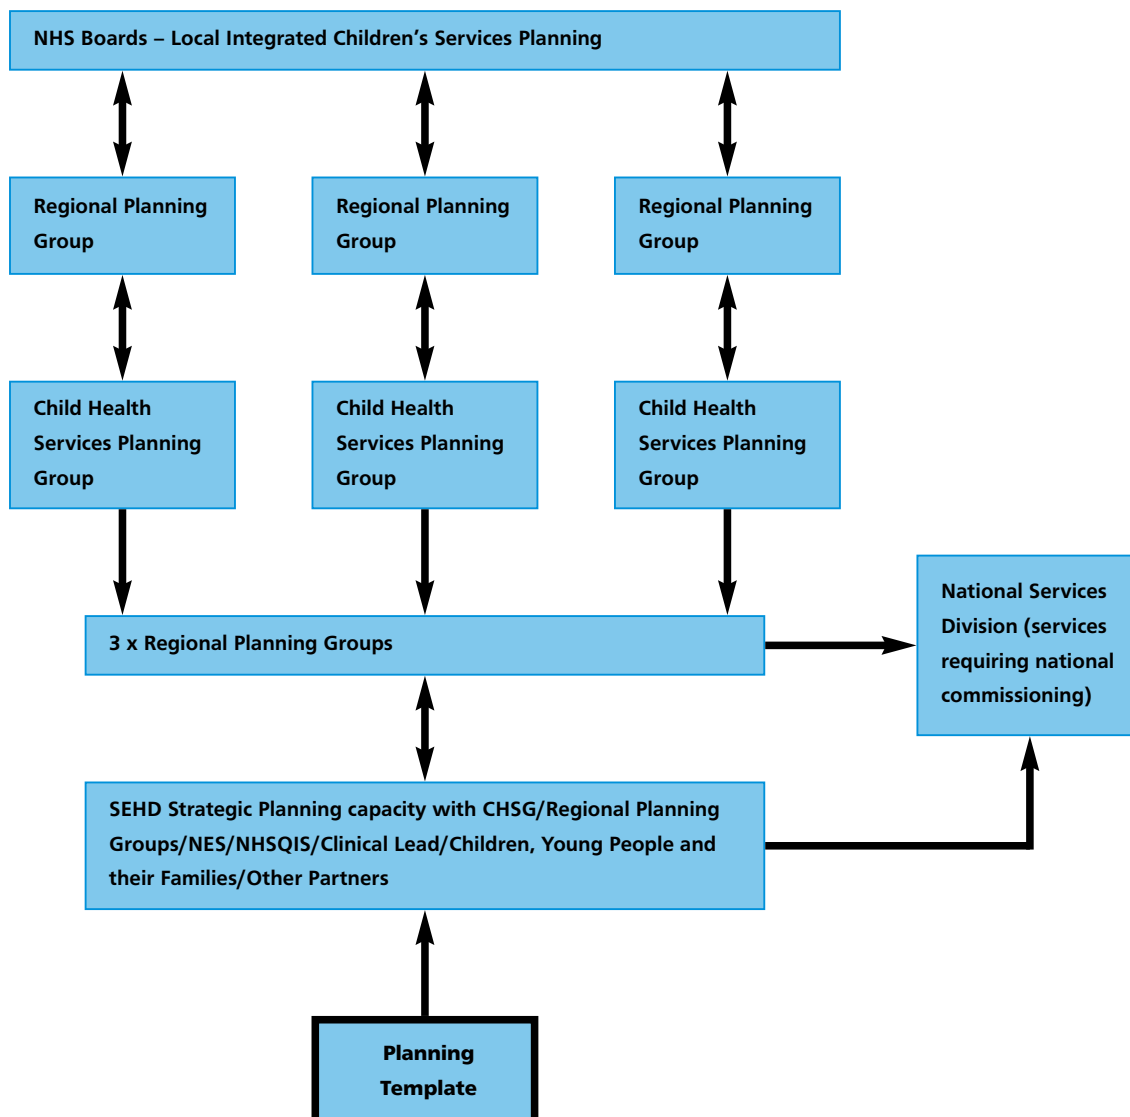 NHS Boards – Local Integrated Children’s Services Planning
Regional Planning
Group
Regional Planning
Group
Regional Planning
Group
Child Health
Services Planning
Group
Child Health
Services Planning
Group
Child Health
Services Planning
Group
3 x Regional Planning Groups
National Services
Division (services
requiring national
commissioning)
SEHD Strategic Planning capacity with CHSG/Regional Planning
Groups/NES/NHSQIS/Clinical Lead/Children, Young People and
their Families/Other Partners
Planning
Template